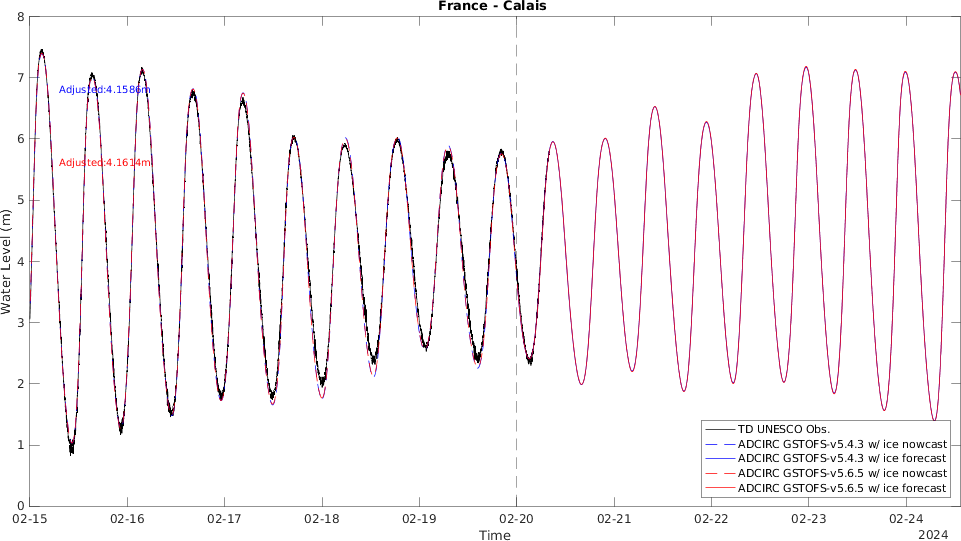 France - Calais
8
7
Adjusted:4.1586m
6
Adjusted:4.1614m
5
4
3
2
1
0
Water Level (m)
TD UNESCO Obs.
ADCIRC GSTOFS-v5.4.3 w/ ice nowcast
ADCIRC GSTOFS-v5.4.3 w/ ice forecast
ADCIRC GSTOFS-v5.6.5 w/ ice nowcast
ADCIRC GSTOFS-v5.6.5 w/ ice forecast
02-15 02-16 02-17 02-18 02-19 02-20 02-21 02-22 02-23 02-24
Time
2024